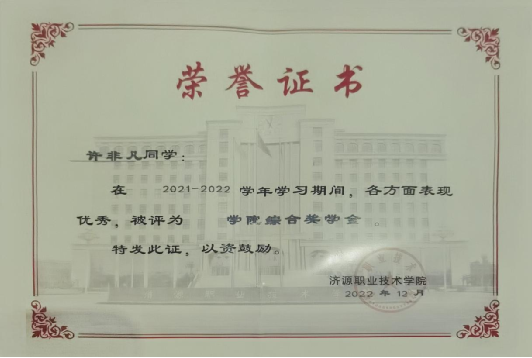 荣誉证书
许非凡同学：
在 2021-2022 学年学习期间，各方面表现
优秀，被评为 学院综合奖学金 。
特发此证，以资鼓励。
济源职业技术学院
2022 年 12 月